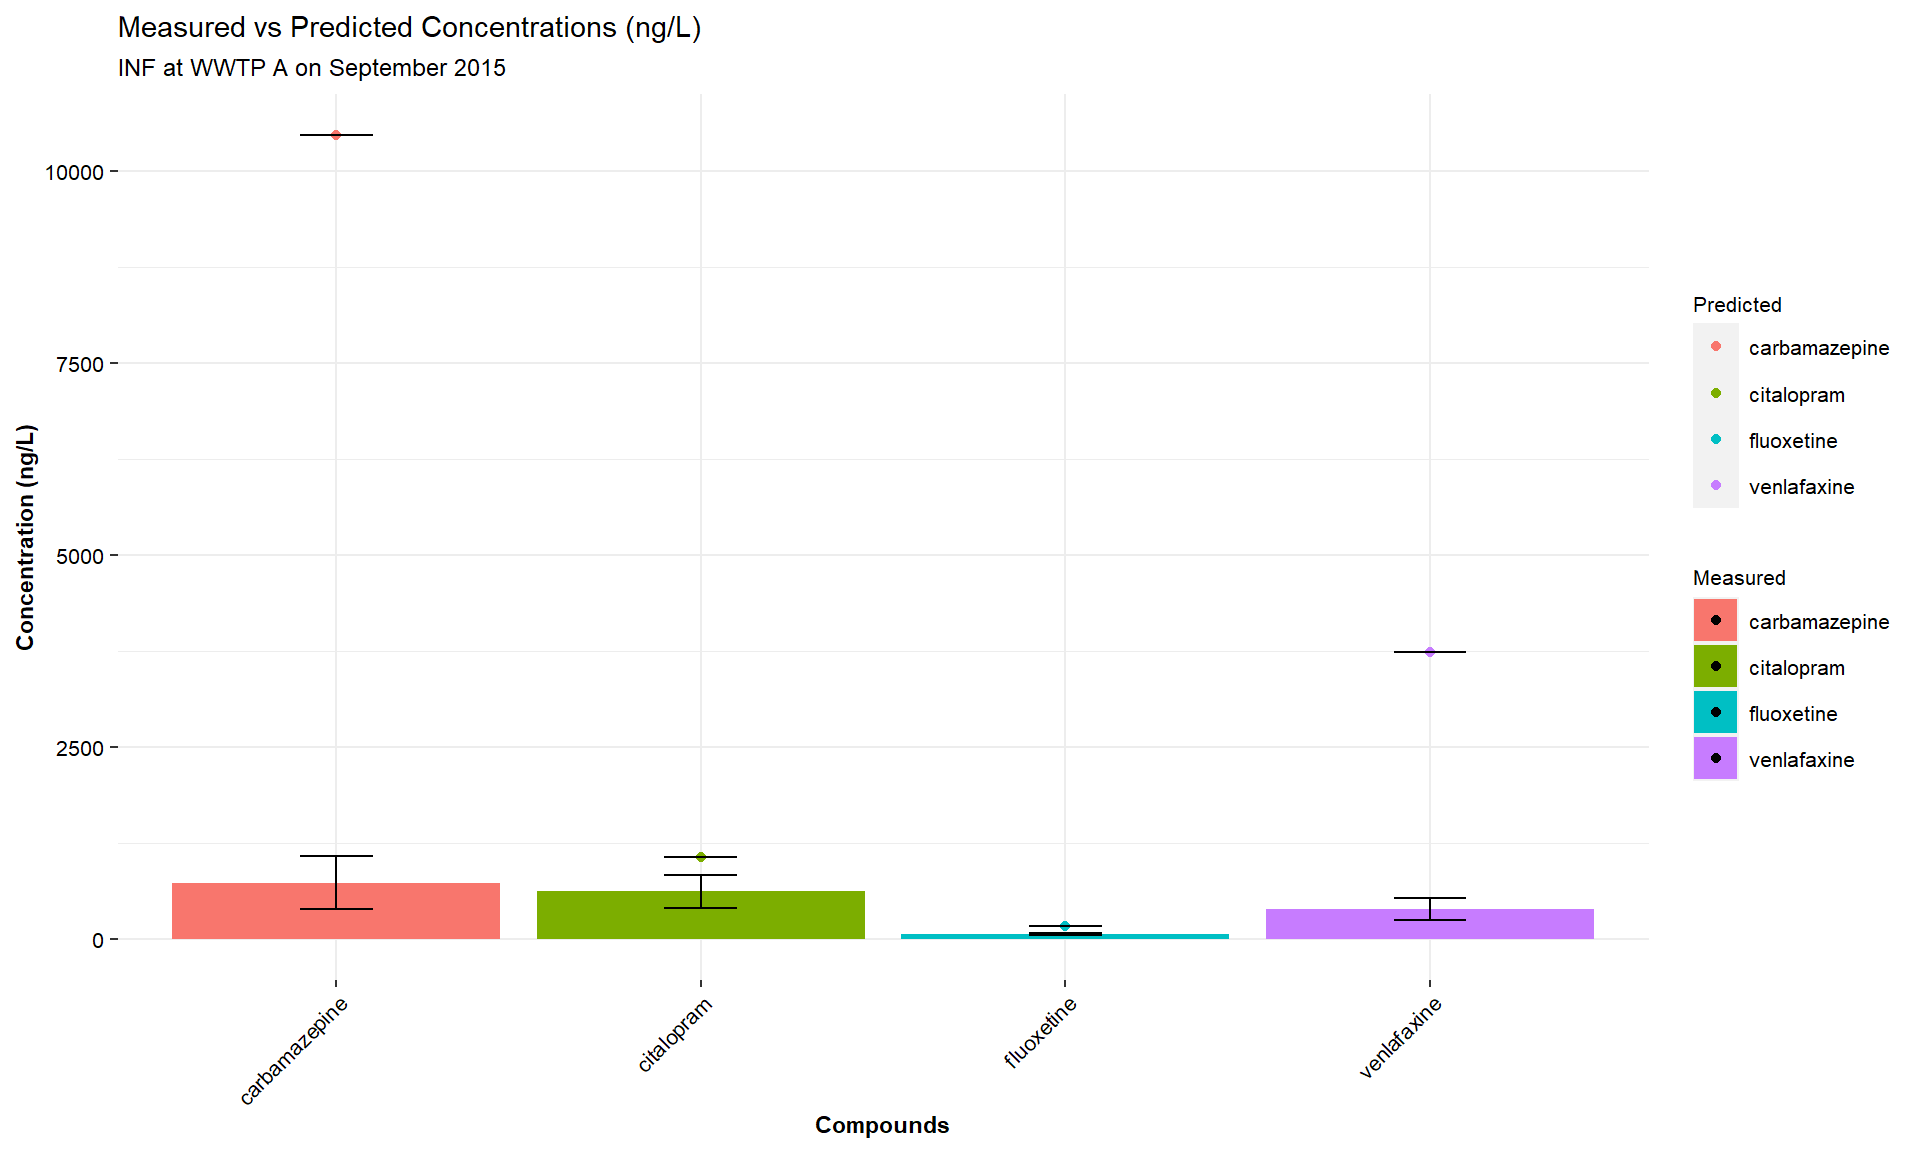 Measured vs Predicted Concentrations (ng/L)
INF at WWTP A on September 2015
Concentration (ng/L)
10000
7500
5000
2500
0
carbamazepine
citalopram
fluoxetine
venlafaxine
Compounds
Predicted
carbamazepine
citalopram
fluoxetine
venlafaxine
Measured
carbamazepine
citalopram
fluoxetine
venlafaxine